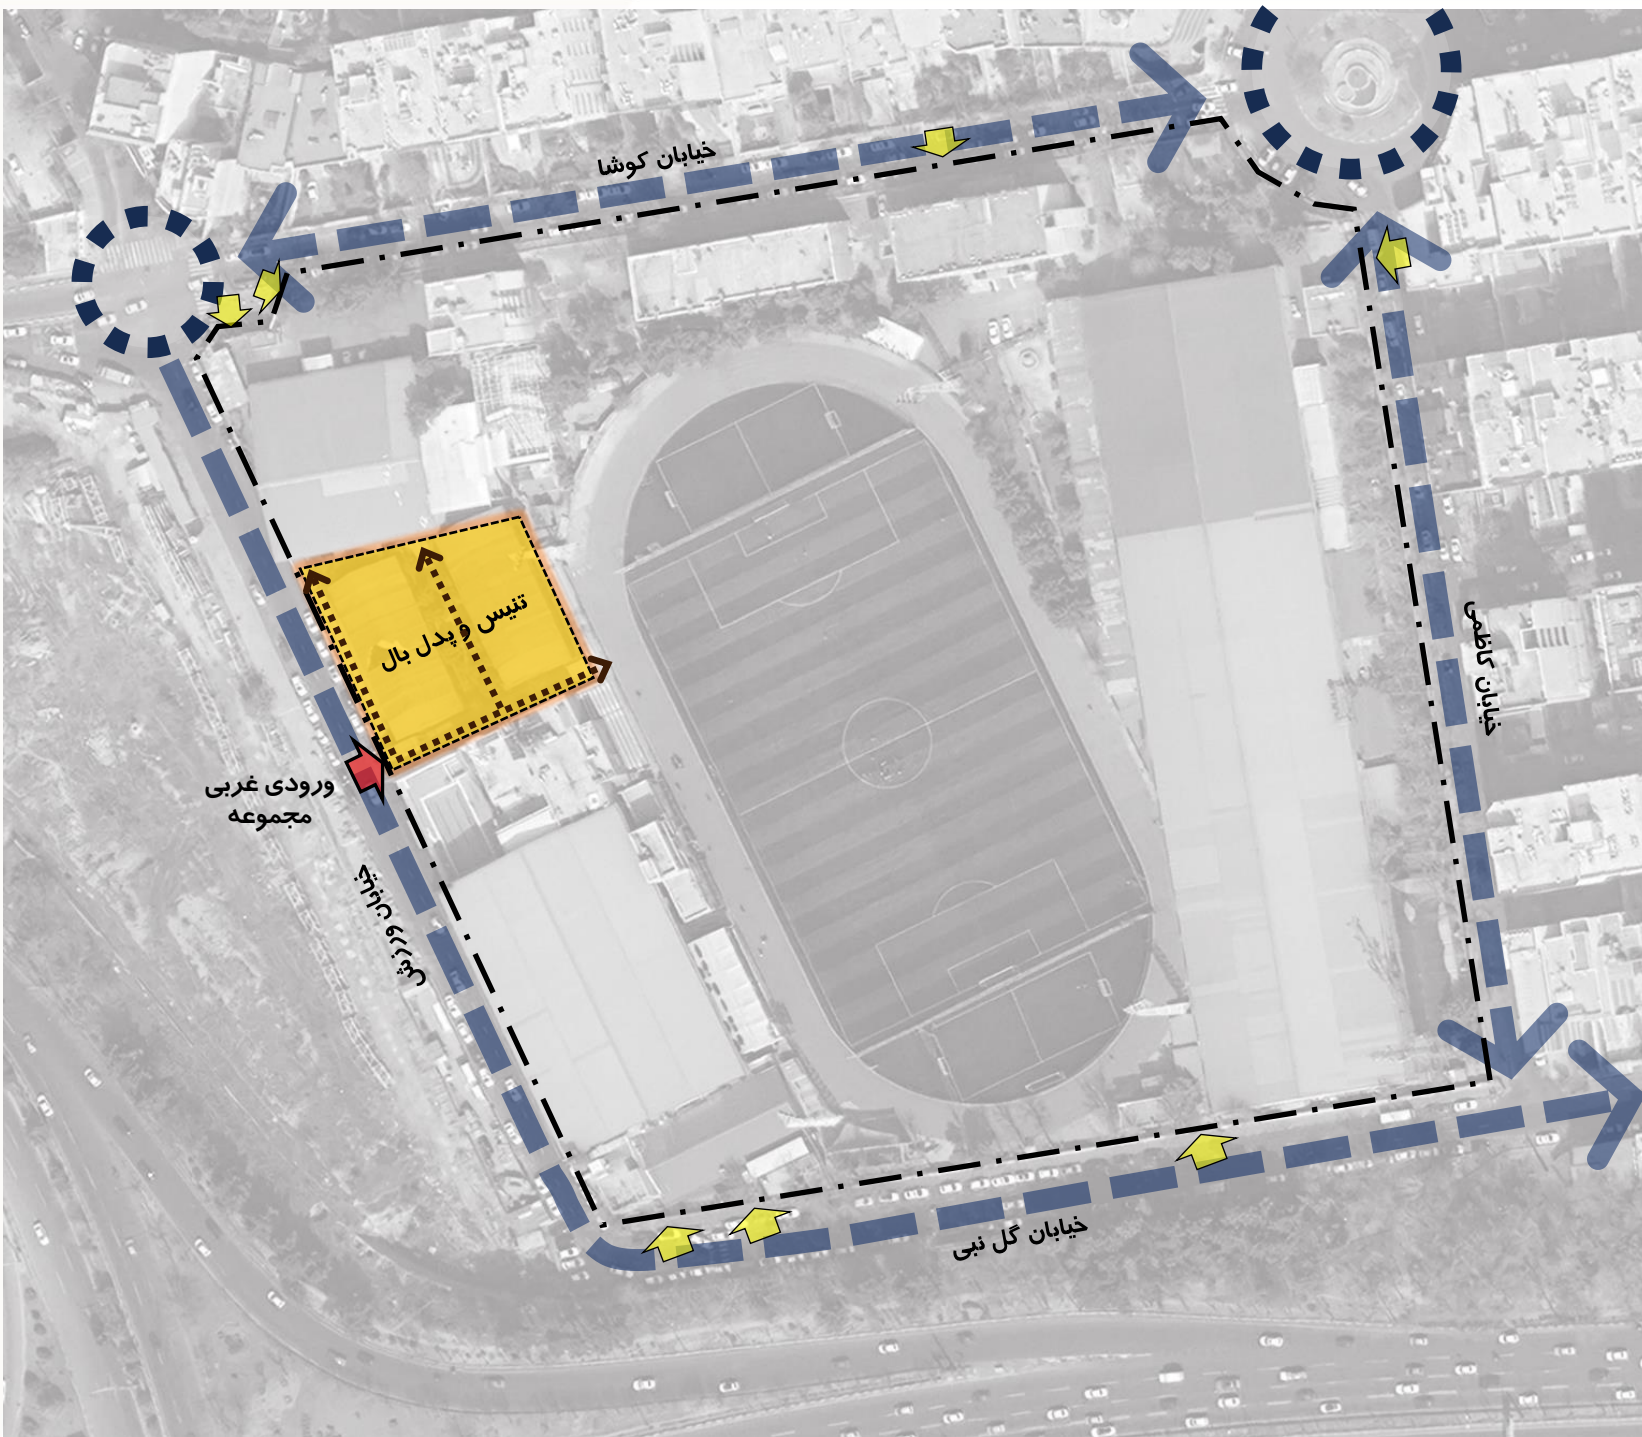 خیابان کوشا
تنیس و پدل بال
خیابان کاظمی
ورودی غربی
مجموعه
خیابان ورزش
خیابان گل نبی